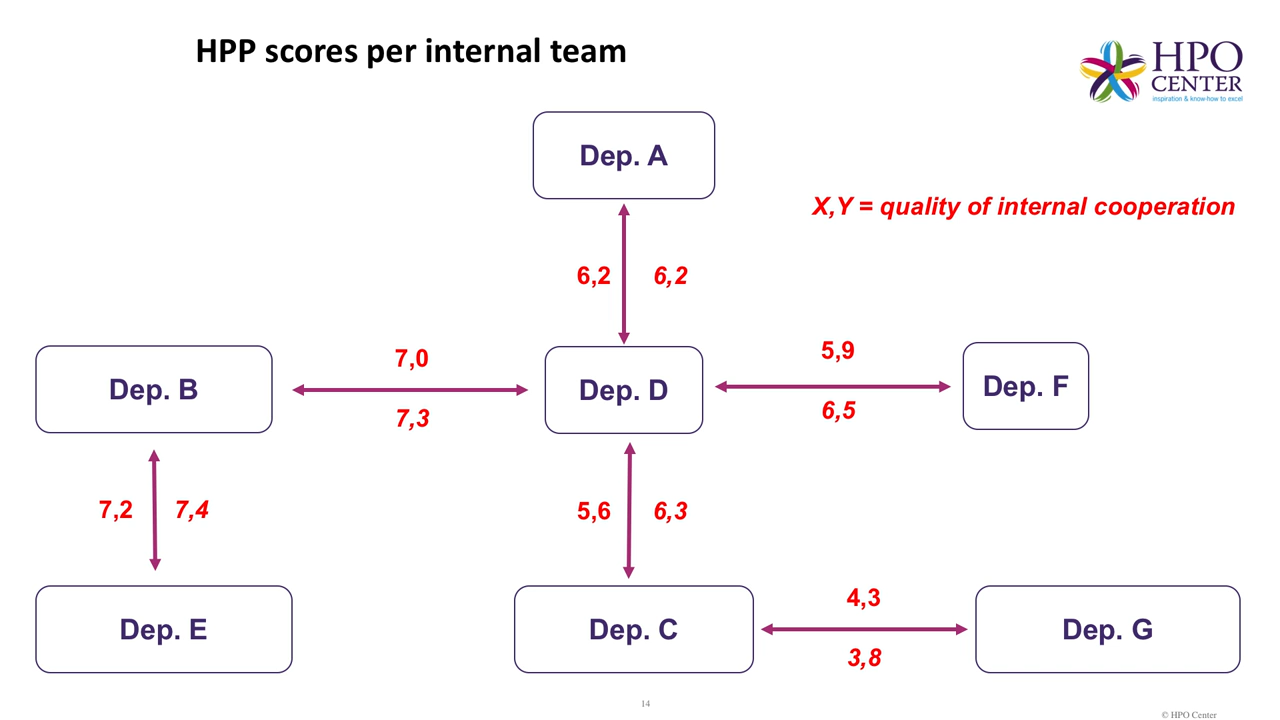 HPP scores per internal team
HPO
CENTER
inspiration & know-how to excel
Dep. A
X,Y = quality of internal cooperation
6,2 6,2
Dep. B
7,0
7,3
Dep. D
5,9
6,5
Dep. F
7,2 7,4
5,6 6,3
Dep. E
Dep. C
4,3
3,8
Dep. G
14
© HPO Center